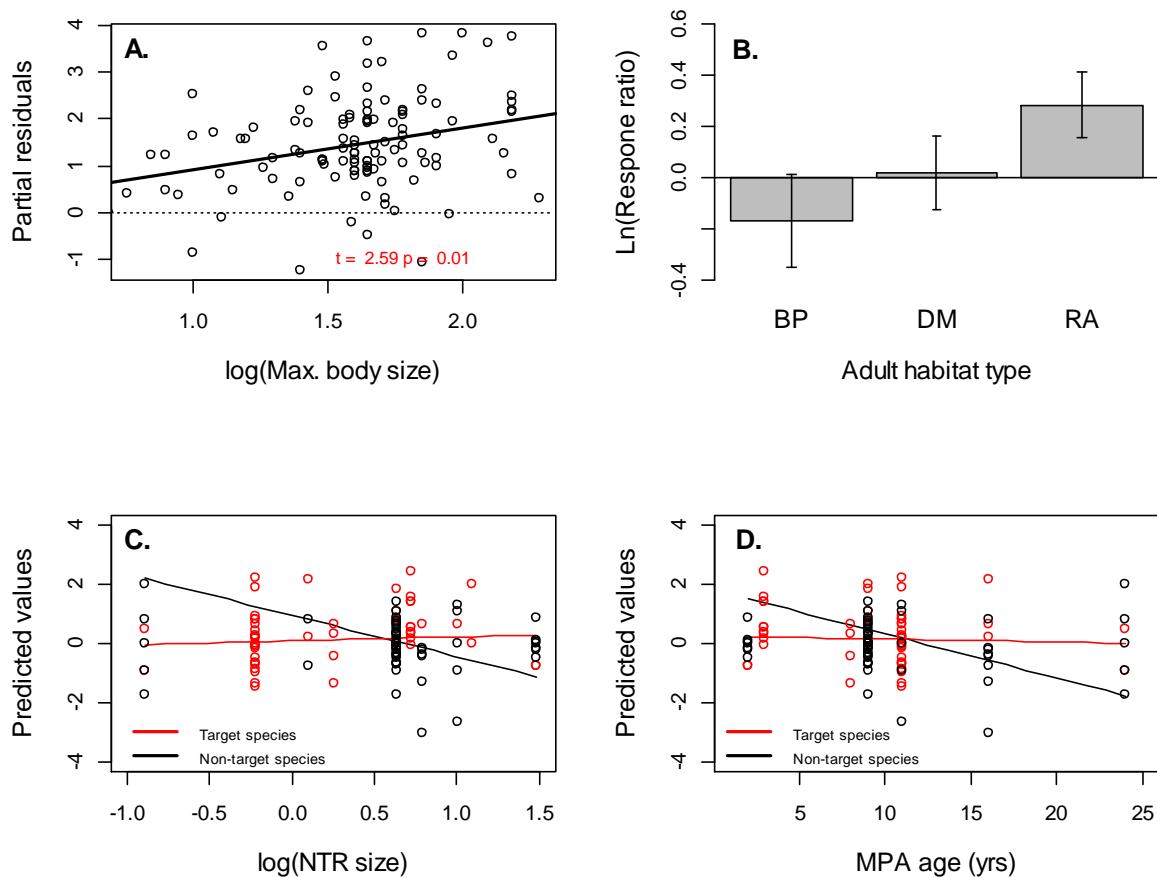 A.
Partial residuals
4
3
2
1
0
-1
t = 2.59 p = 0.01
1.0 1.5 2.0
log(Max. body size)
B.
Ln(Respone ratio)
0.6
0.4
0.2
0.0
-0.4
BP DM RA
Adult habitat type
C.
Predicted values
4
2
0
-2
-4
Target species
Non-target species
-1.0 -0.5 0.0 0.5 1.0 1.5
log(NTR size)
D.
Predicted values
4
2
0
-2
-4
Target species
Non-target species
5 10 15 20 25
MPA age (yrs)